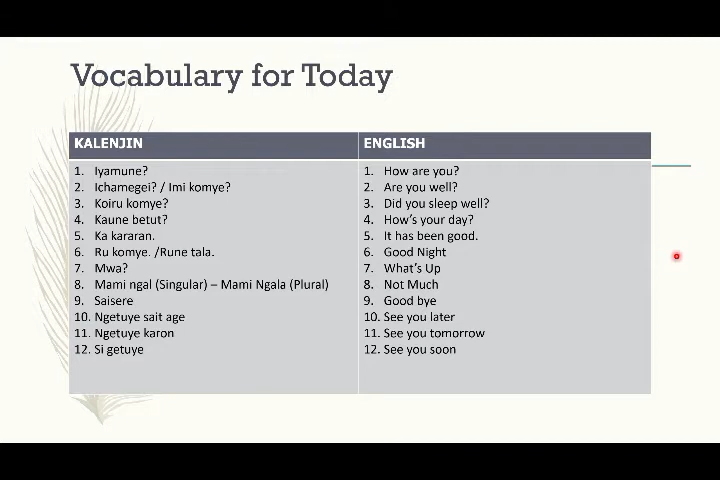 Vocabulary for Today
KALENJIN
1. Iyamune?
2. Ichamegei? / Imi komye?
3. Koiru komye?
4. Kaune betut?
5. Ka kararan.
6. Ru komye. /Rune tala.
7. Mwa?
8. Mami ngal (Singular) – Mami Ngala (Plural)
9. Saisere
10. Ngetuye sait age
11. Ngetuye karon
12. Si getuye
ENGLISH
1. How are you?
2. Are you well?
3. Did you sleep well?
4. How’s your day?
5. It has been good.
6. Good Night
7. What’s Up
8. Not Much
9. Good bye
10. See you later
11. See you tomorrow
12. See you soon